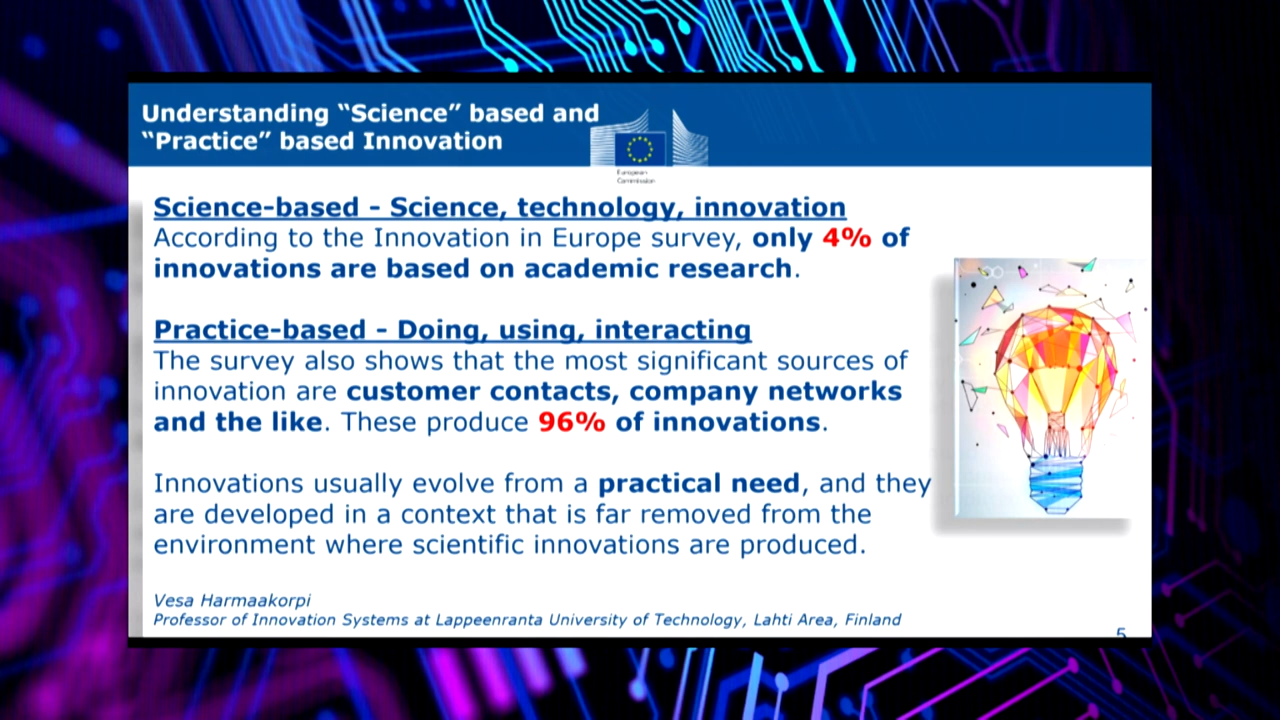 Understanding “Science” based and
“Practice” based Innovation
European
Commission
Science-based - Science, technology, innovation
According to the Innovation in Europe survey, only 4% of
innovations are based on academic research.
Practice-based - Doing, using, interacting
The survey also shows that the most significant sources of
innovation are customer contacts, company networks
and the like. These produce 96% of innovations.
Innovations usually evolve from a practical need, and they
are developed in a context that is far removed from the
environment where scientific innovations are produced.
Vesa Harmaakorpi
Professor of Innovation Systems at Lappeenranta University of Technology, Lahti Area, Finland
5